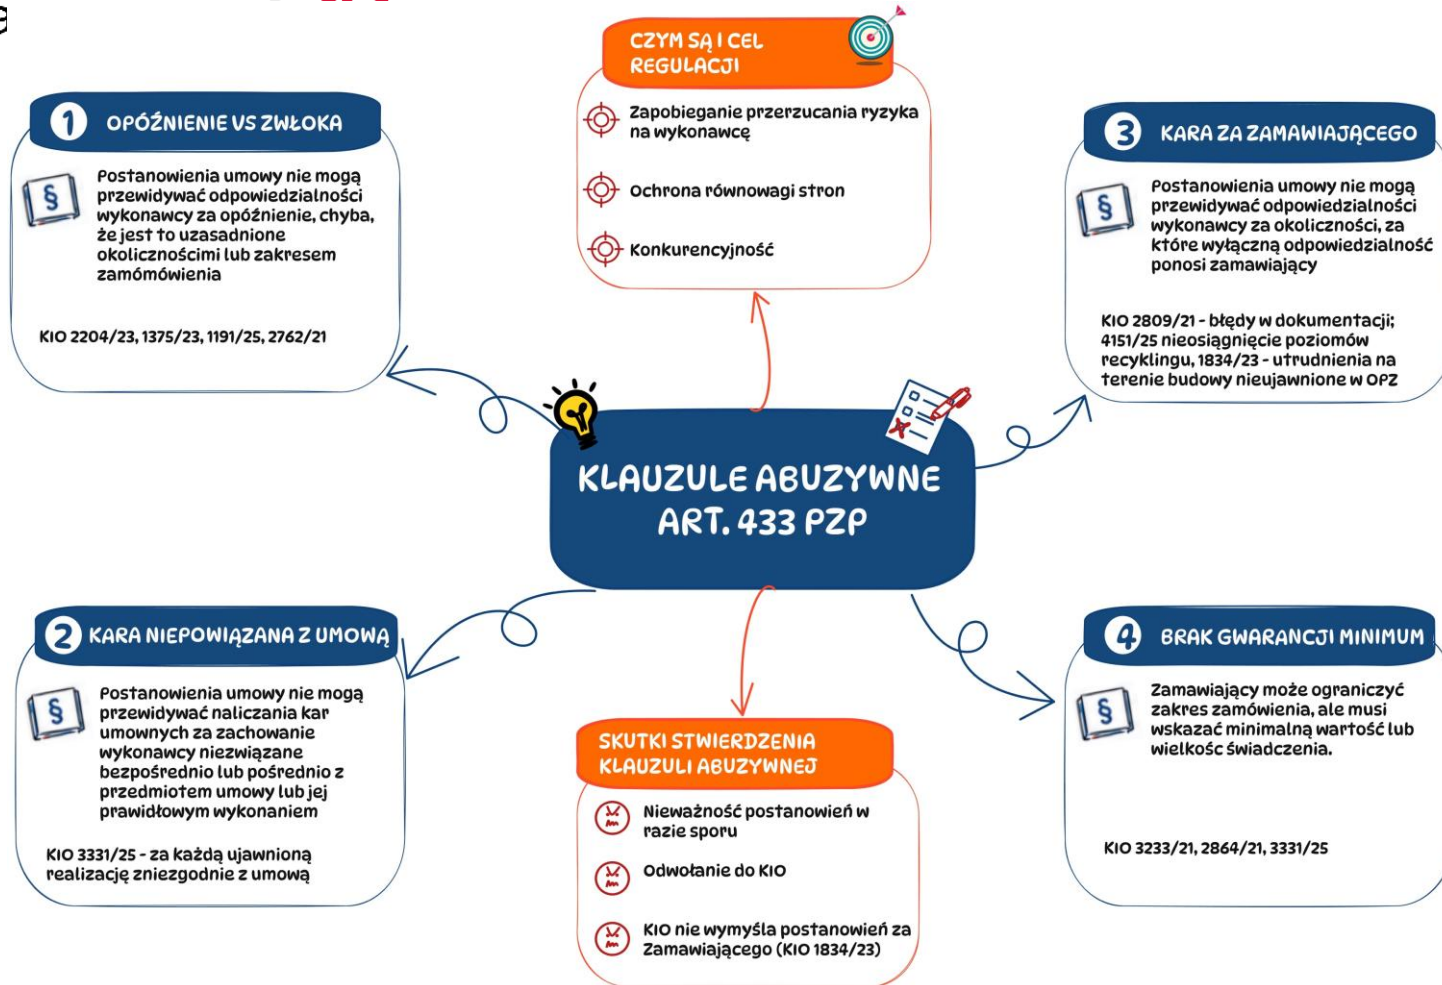 CZYM SĄ I CEL
REGULACJI
Zapobieganie przerzucania ryzyka
na wykonawcę
Ochrona równowagi stron
Konkurencyjność
1 OPÓŹNIENIE VS ZWŁOKA
§
Postanowienia umowy nie mogą
przewidywać odpowiedzialności
wykonawcy za opóźnienie, chyba,
że jest to uzasadnione
okolicznościmi lub zakresem
zamómówienia
KIO 2204/23, 1375/23, 1191/25, 2762/21
3 KARA ZA ZAMAWIAJĄCEGO
§
Postanowienia umowy nie mogą
przewidywać odpowiedzialności
wykonawcy za okoliczności, za
które wyłączną odpowiedzialność
ponosi zamawiający
KIO 2809/21 - błędy w dokumentacji;
4151/25 nieosiągnięcie poziomów
recyklingu, 1834/23 - utrudnienia na
terenie budowy nieujawnione w OPZ
KLAUZULE ABUZYWNE
ART. 433 PZP
2 KARA NIEPOWIĄZANA Z UMOWĄ
§
Postanowienia umowy nie mogą
przewidywać naliczania kar
umownych za zachowanie
wykonawcy niezwiązane
bezpośrednio lub pośrednio z
przedmiotem umowy lub jej
prawidłowym wykonaniem
KIO 3331/25 - za każdą ujawnioną
realizację zniezgodnie z umową
4 BRAK GWARANCJI MINIMUM
§
Zamawiający może ograniczyć
zakres zamówienia, ale musi
wskazać minimalną wartość lub
wielkośc świadczenia.
KIO 3233/21, 2864/21, 3331/25
SKUTKI STWIERDZENIA
KLAUZULI ABUZYWNEJ
Nieważność postanowień w
razie sporu
Odwołanie do KIO
KIO nie wymyśla postanowień za
Zamawiającego (KIO 1834/23)